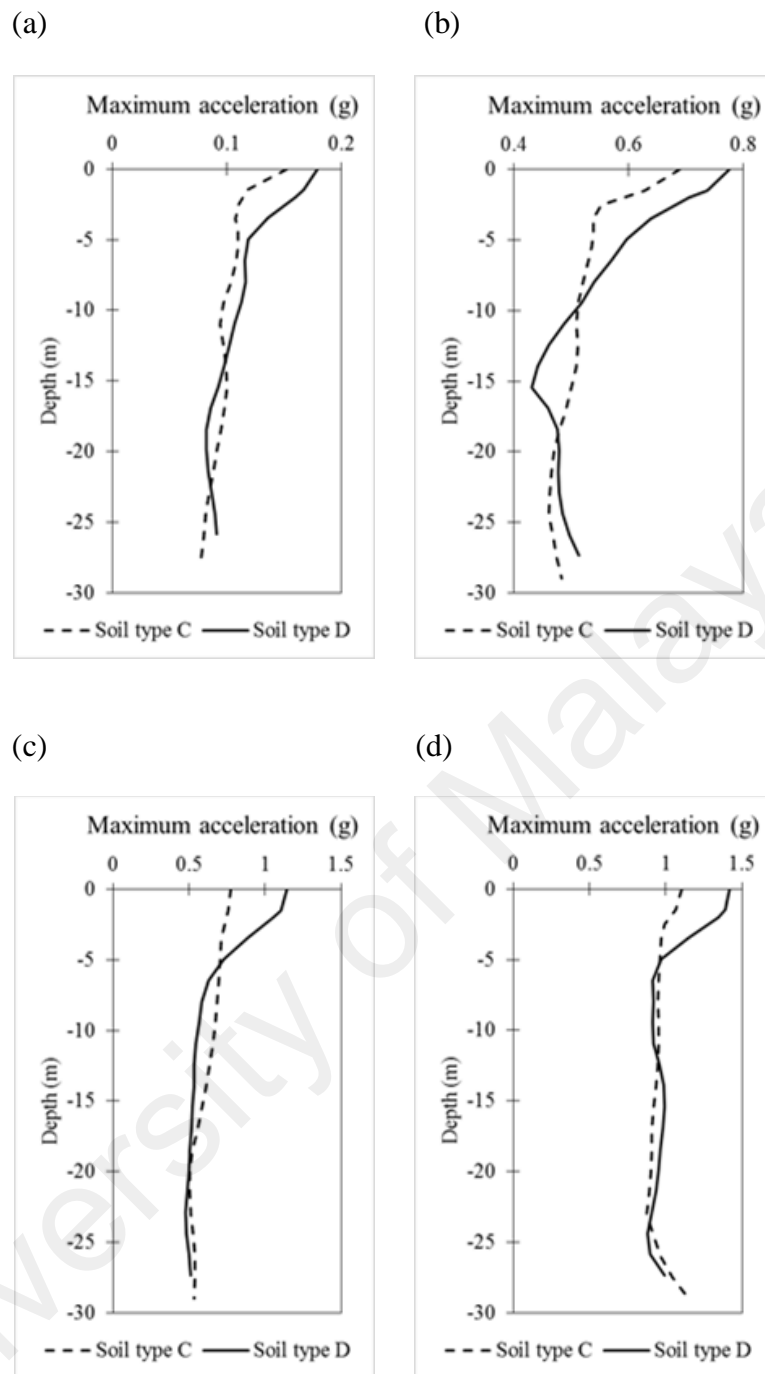 (a)
(b)
Maximum acceleration (g)
0 0.1 0.2
0
-5
-10
-15
-20
-25
-30
Depth (m)
Soil type C Soil type D
Maximum acceleration (g)
0.4 0.6 0.8
0
-5
-10
-15
-20
-25
-30
Depth (m)
Soil type C Soil type D
(c)
(d)
Maximum acceleration (g)
0 0.5 1 1.5
0
-5
-10
-15
-20
-25
-30
Depth (m)
Soil type C Soil type D
Maximum acceleration (g)
0 0.5 1 1.5
0
-5
-10
-15
-20
-25
-30
Depth (m)
Soil type C Soil type D
versity of Malaya